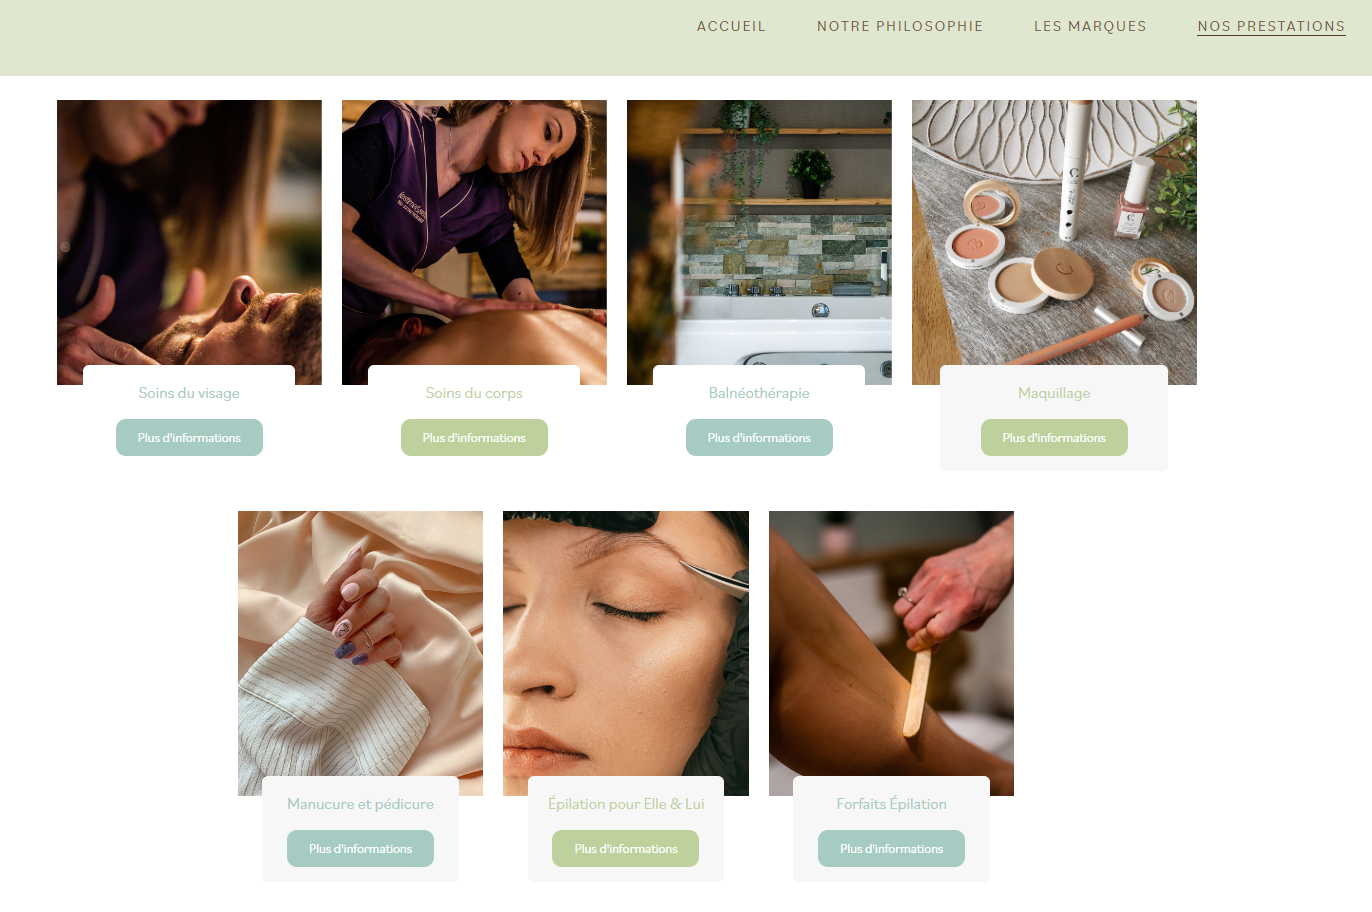 ACCUEIL
NOTRE PHILOSOPHIE
LES MARQUES
NOS PRESTATIONS
Soins du visage
Plus d'informations
Soins du corps
Plus d'informations
Balnéothérapie
Plus d'informations
Maquillage
Plus d'informations
Manucure et pédicure
Plus d'informations
Épilation pour Elle & Lui
Plus d'informations
Forfaits Épilation
Plus d'informations